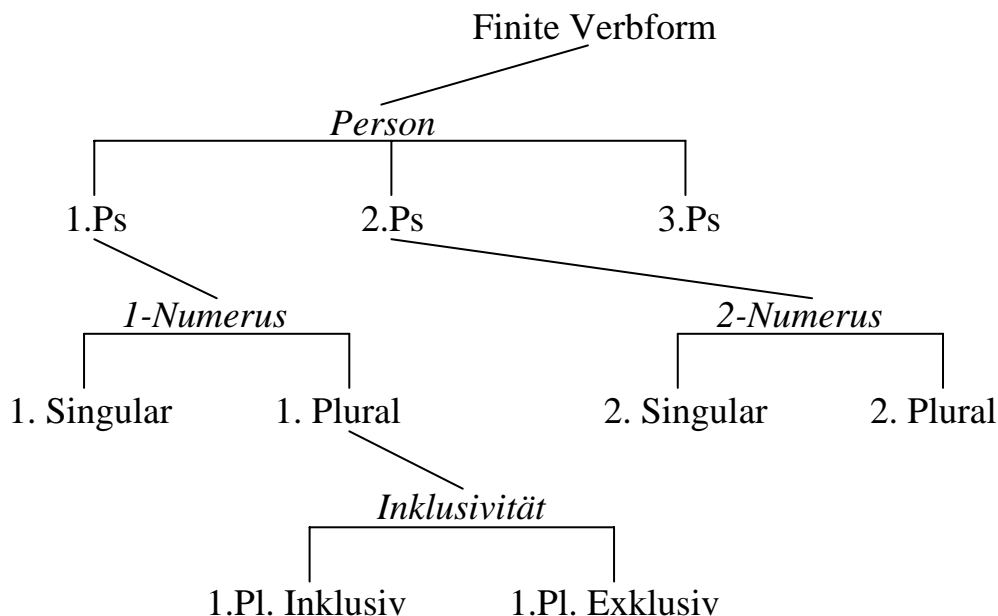 Finite Verbform
Person
1.Ps 2.Ps 3.Ps
1-Numerus 2-Numerus
1. Singular 1. Plural 2. Singular 2. Plural
Inklusivität
1.Pl. Inklusiv 1.Pl. Exklusiv